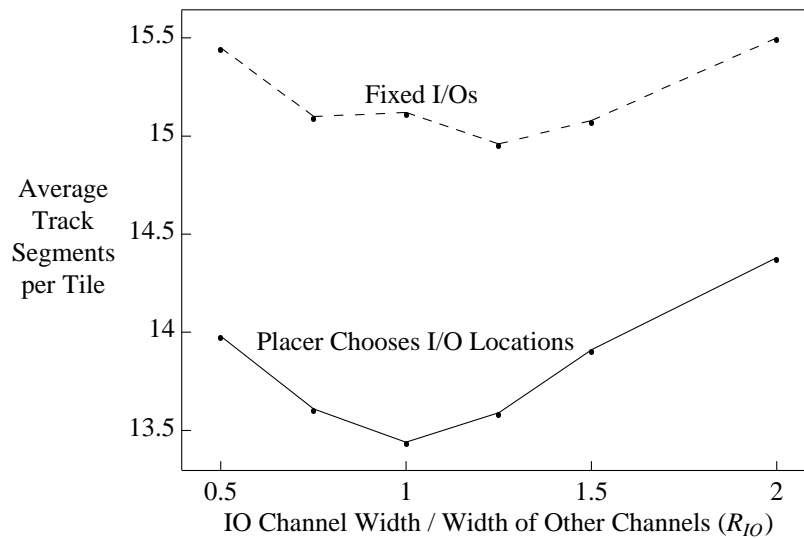 15.5
Fixed I/Os
15
Average
Track
Segments
per Tile
14.5
14
Placer Chooses I/O Locations
13.5
0.5 1 1.5 2
IO Channel Width / Width of Other Channels (R_IO)